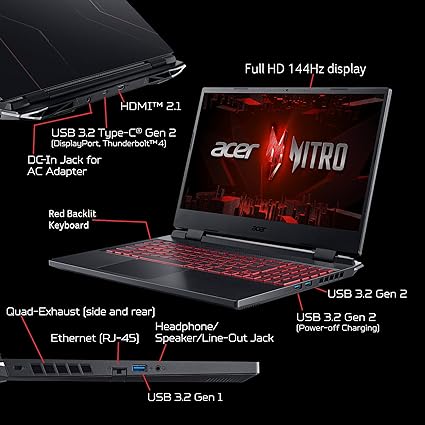 Full HD 144Hz display
HDMI™ 2.1
USB 3.2 Type-C® Gen 2
(DisplayPort, Thunderbolt™4)
DC-In Jack for
AC Adapter
acer NITRO
Red Backlit
Keyboard
acer
USB 3.2 Gen 2
USB 3.2 Gen 2
(Power-off Charging)
Quad-Exhaust (side and rear)
Ethernet (RJ-45)
Headphone/
Speaker/Line-Out Jack
USB 3.2 Gen 1